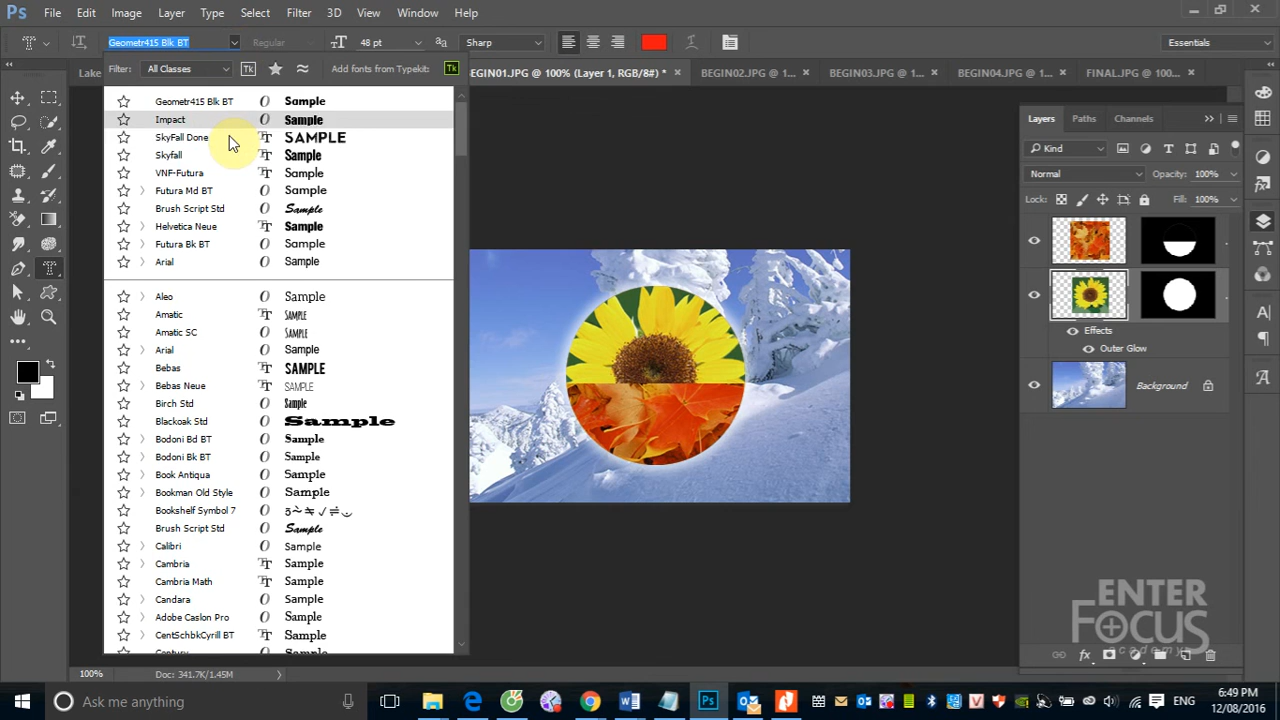 Ps File Edit Image Layer Type Select Filter 3D View Window Help
Geometr415 Blk BT Regular 48 pt Sharp Essentials
Filter: All Classes Tk Add fonts from Typekit: Tk
Lake
BEGIN01.JPG @ 100% (Layer 1, RGB/8#) * × BEGIN02.JPG @ 1... × BEGIN03.JPG @ 1... × BEGIN04.JPG @ 1... × FINAL.JPG @ 100... ×
Geometr415 Blk BT Sample
Impact Sample
SkyFall Done SAMPLE
Skyfall Sample
VNF-Futura Sample
Futura Md BT Sample
Brush Script Std Sample
Helvetica Neue Sample
Futura Bk BT Sample
Arial Sample
Aleo Sample
Amatic SAMPLE
Amatic SC SAMPLE
Arial Sample
Bebas SAMPLE
Bebas Neue SAMPLE
Birch Std Sample
Blackoak Std Sample
Bodoni Bd BT Sample
Bodoni Bk BT Sample
Book Antiqua Sample
Bookman Old Style Sample
Bookshelf Symbol 7
Brush Script Std Sample
Calibri Sample
Cambria Sample
Cambria Math Sample
Candara Sample
Adobe Caslon Pro Sample
CentSchbkCyrill BT Sample
Century Sample
Layers Paths Channels
Kind
Normal Opacity: 100%
Lock: Fill: 100%
Effects
Outer Glow
Background
ENTER
FOCUS
academy
100% Doc: 341.7K/1.45M
Ask me anything
ENG
6:49 PM
12/08/2016